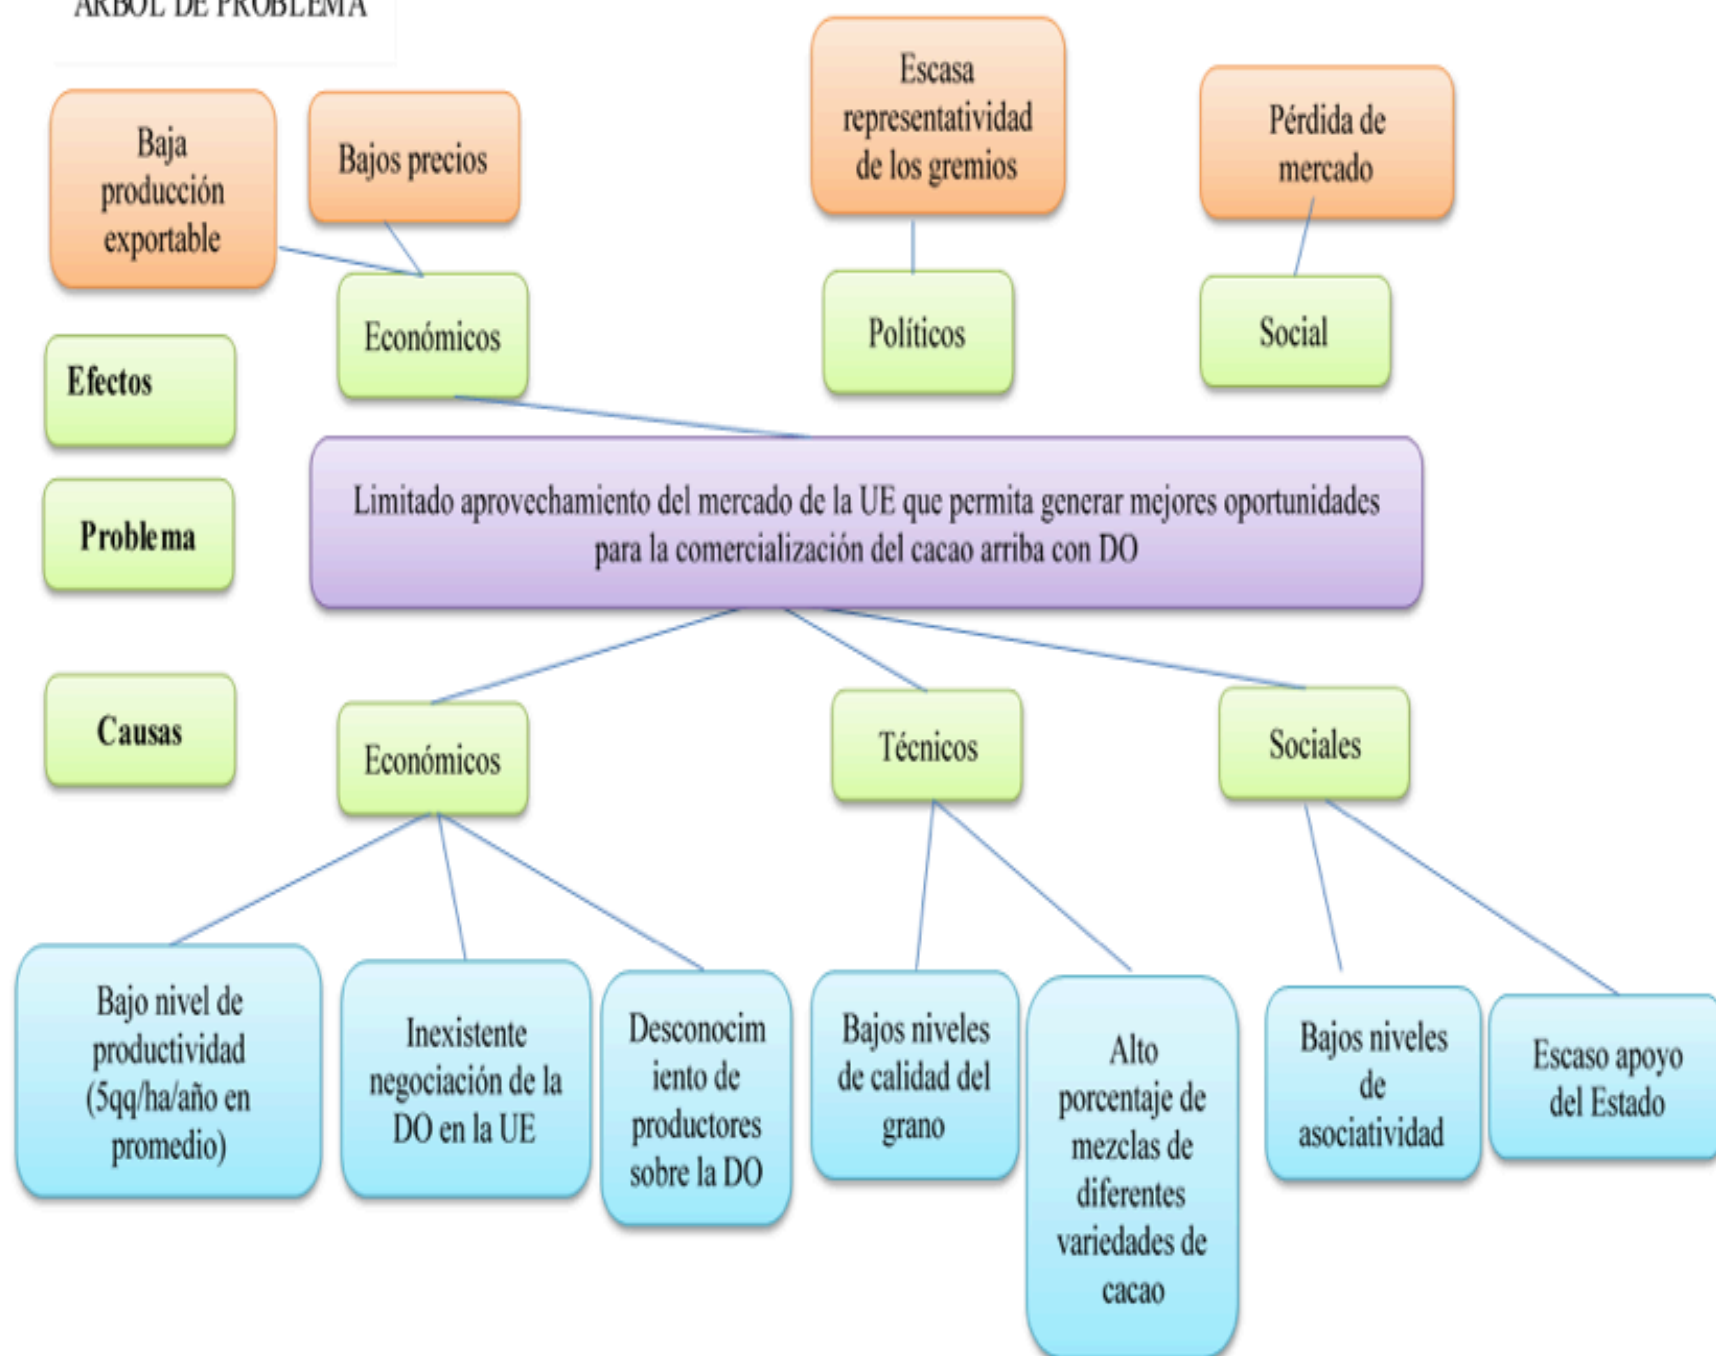 ARBOL DE PROBLEMA
Baja
producción
exportable
Bajos precios
Escasa
representatividad
de los gremios
Pérdida de
mercado
Económicos
Políticos
Social
Efectos
Problema
Limitado aprovechamiento del mercado de la UE que permita generar mejores oportunidades
para la comercialización del cacao arriba con DO
Causas
Económicos
Técnicos
Sociales
Bajo nivel de
productividad
(5qq/ha/año en
promedio)
Inexistente
negociación de la
DO en la UE
Desconocim
iento de
productores
sobre la DO
Bajos niveles
de calidad del
grano
Alto
porcentaje de
mezclas de
diferentes
variedades de
cacao
Bajos niveles
de
asociatividad
Escaso apoyo
del Estado